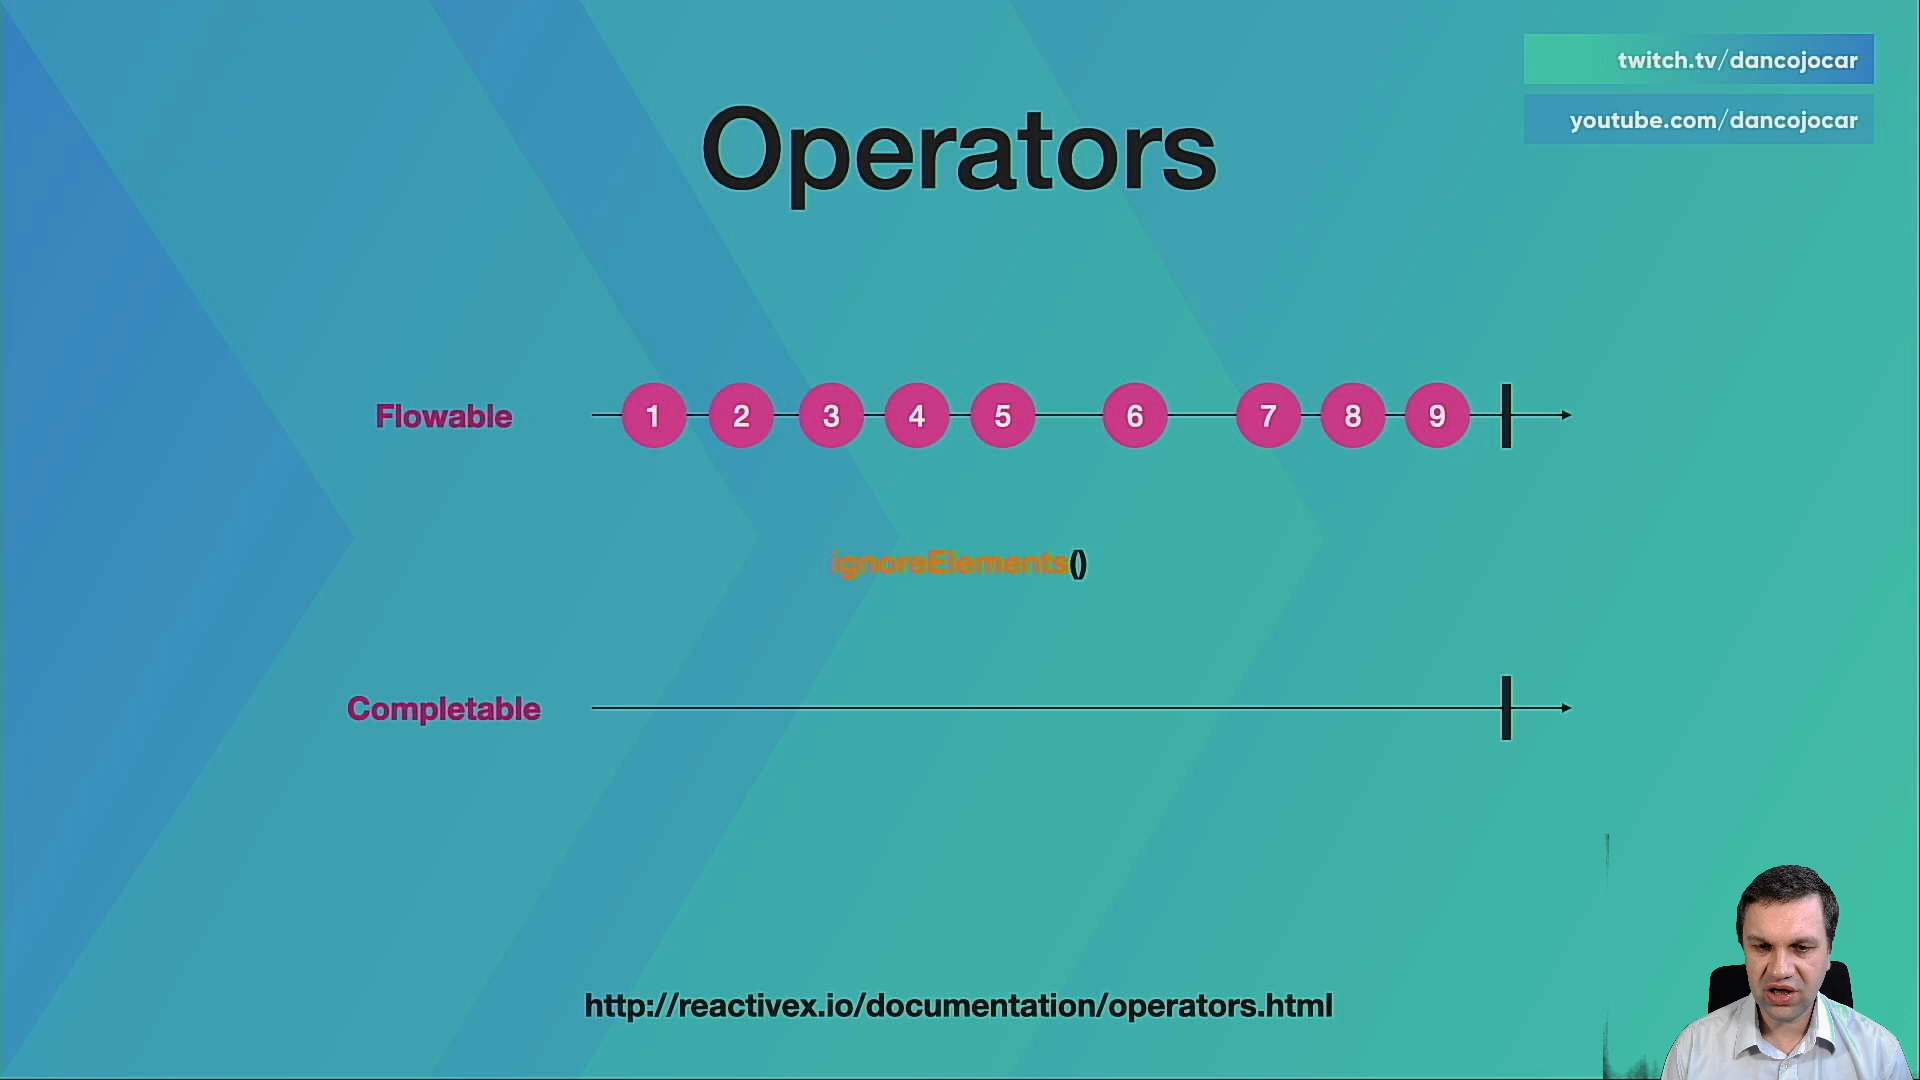 twitch.tv/dancojocar
youtube.com/dancojocar
Operators
Flowable
1 2 3 4 5 6 7 8 9
ignoreElements()
Completable
http://reactivex.io/documentation/operators.html